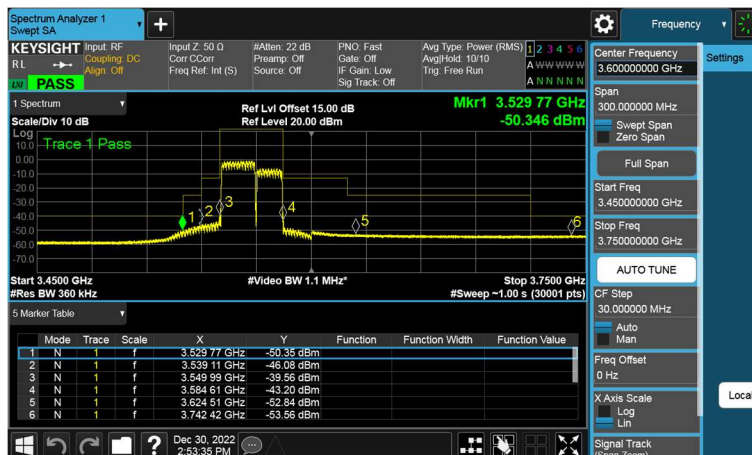 Spectrum Analyzer 1
Swept SA
Frequency
KEYSIGHT
RL
LXI
PASS
Input: RF
Coupling: DC
Align: Off
Input Z: 50 Ω
Corr CCorr
Freq Ref: Int (S)
#Atten: 22 dB
Preamp: Off
Source: Off
PNO: Fast
Gate: Off
IF Gain: Low
Sig Track: Off
Avg Type: Power (RMS)
Avg|Hold: 10/10
Trig: Free Run
1 2 3 4 5 6
A W W W W W
A N N N N N
1 Spectrum
Scale/Div 10 dB
Ref Lvl Offset 15.00 dB
Ref Level 20.00 dBm
Mkr1 3.529 77 GHz
-50.346 dBm
Log
Trace 1 Pass
10.0
0.00
-10.0
-20.0
-30.0
-40.0
-50.0
-60.0
-70.0
1
2
3
4
5
6
Start 3.4500 GHz
#Res BW 360 kHz
#Video BW 1.1 MHz*
Stop 3.7500 GHz
#Sweep ~1.00 s (30001 pts)
5 Marker Table
Mode Trace Scale X Y Function Function Width Function Value
1 N 1 f 3.529 77 GHz -50.35 dBm
2 N 1 f 3.539 11 GHz -46.08 dBm
3 N 1 f 3.549 99 GHz -39.56 dBm
4 N 1 f 3.584 61 GHz -43.20 dBm
5 N 1 f 3.624 51 GHz -52.84 dBm
6 N 1 f 3.742 42 GHz -53.56 dBm
?
Dec 30, 2022
2:53:35 PM
Center Frequency
3.600000000 GHz
Settings
Span
300.000000 MHz
Swept Span
Zero Span
Full Span
Start Freq
3.450000000 GHz
Stop Freq
3.750000000 GHz
AUTO TUNE
CF Step
30.000000 MHz
Auto
Man
Freq Offset
0 Hz
X Axis Scale
Log
Lin
Local
Signal Track
(Span Zoom)